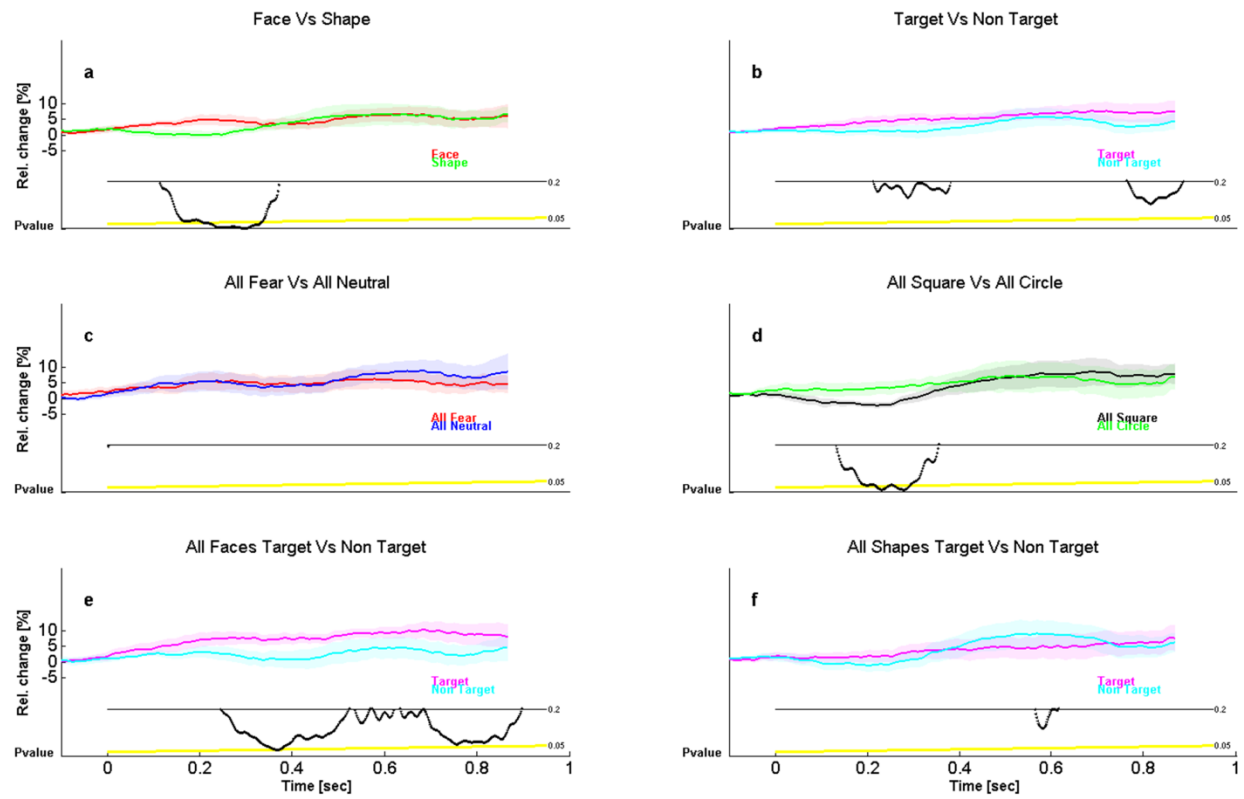 Face Vs Shape
a
Rel. change [%]
10
5
0
-5
Face
Shape
0.2
0.05
Pvalue
Target Vs Non Target
b
Target
Non Target
0.2
0.05
Pvalue
All Fear Vs All Neutral
c
Rel. change [%]
10
5
0
-5
All Fear
All Neutral
0.2
0.05
Pvalue
All Square Vs All Circle
d
All Square
All Circle
0.2
0.05
Pvalue
All Faces Target Vs Non Target
e
Rel. change [%]
10
5
0
-5
Target
Non Target
0.2
0.05
Pvalue
0 0.2 0.4 0.6 0.8 1
Time [sec]
All Shapes Target Vs Non Target
f
Target
Non Target
0.2
0.05
Pvalue
0 0.2 0.4 0.6 0.8 1
Time [sec]